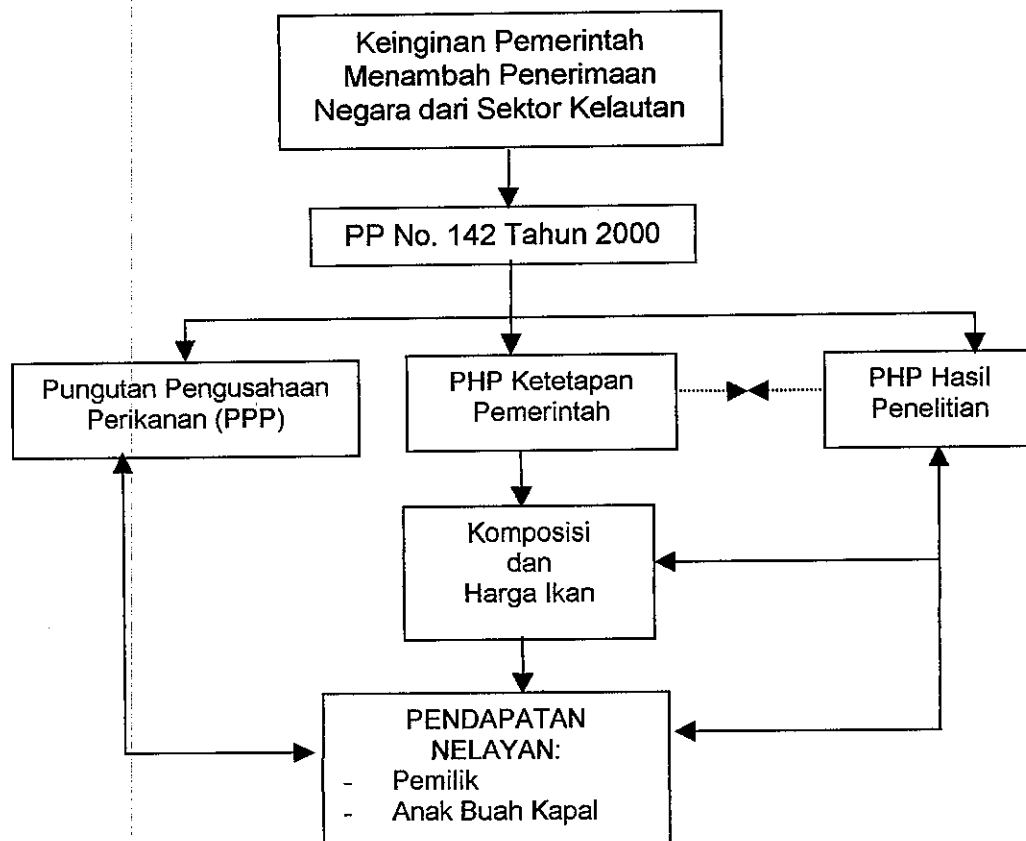 Keinginan Pemerintah
Menambah Penerimaan
Negara dari Sektor Kelautan
PP No. 142 Tahun 2000
Pungutan Pengusahaan
Perikanan (PPP)
PHP Ketetapan
Pemerintah
PHP Hasil
Penelitian
Komposisi
dan
Harga Ikan
PENDAPATAN
NELAYAN:
- Pemilik
- Anak Buah Kapal